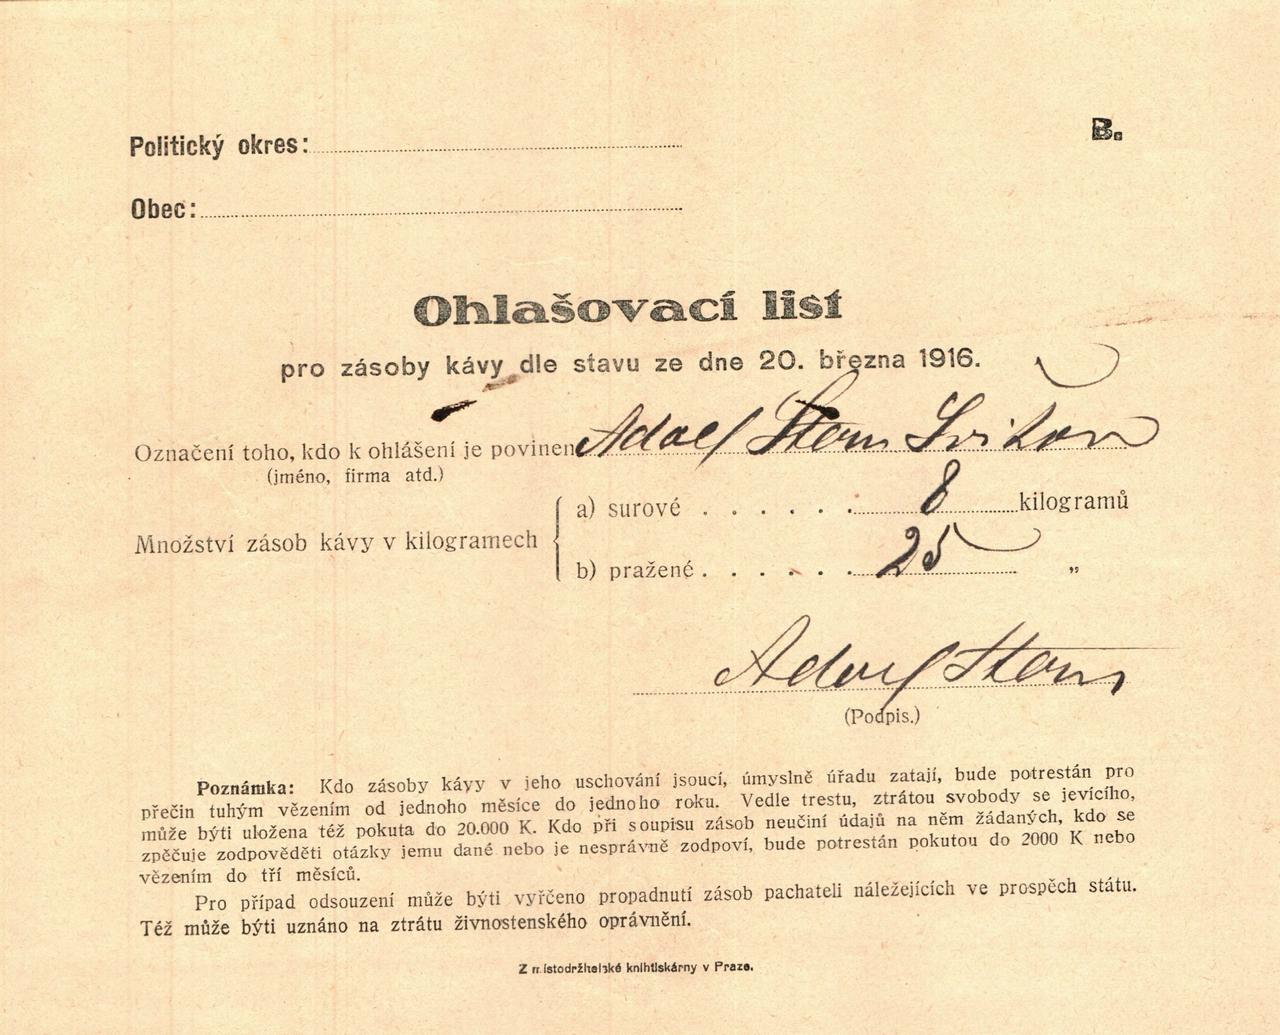 B.
Politický okres:
Obec:
Ohlašovací list
pro zásoby kávy dle stavu ze dne 20. března 1916.
Označení toho, kdo k ohlášení je povinen Adolf Stam
(jméno, firma atd.)
Množství zásob kávy v kilogramech
a) surové . . . . . . 8 kilogramů
b) pražené . . . . . . 25 „
Adolf Stam
(Podpis.)
Poznámka: Kdo zásoby kávy v jeho uschování jsoucí, úmyslně úřadu zatají, bude potrestán pro
přečin tuhým vězením od jednoho měsíce do jednoho roku. Vedle trestu, ztrátou svobody se jevícího,
může býti uložena též pokuta do 20.000 K. Kdo při soupisu zásob neučiní údajů na něm žádaných, kdo se
zpěčuje zodpověděti otázky jemu dané nebo je nesprávně zodpoví, bude potrestán pokutou do 2000 K nebo
vězením do tří měsíců.
Pro případ odsouzení může býti vyřčeno propadnutí zásob pachateli náležejících ve prospěch státu.
Též může býti uznáno na ztrátu živnostenského oprávnění.
Z místodržitelské knihtiskárny v Praze.